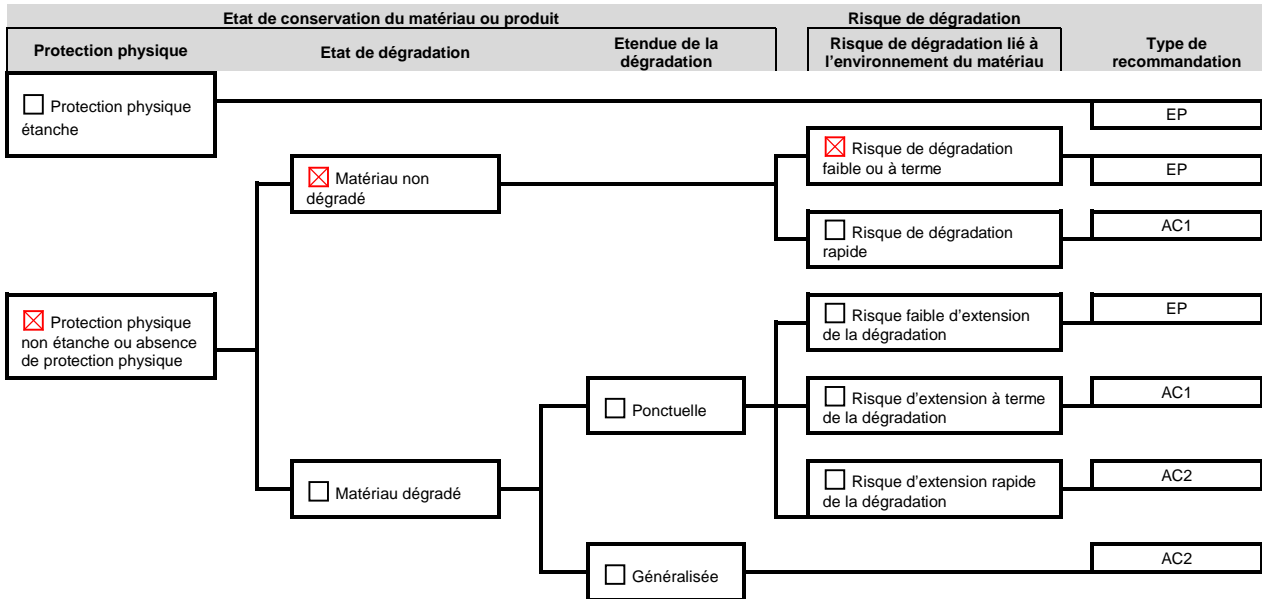 Etat de conservation du matériau ou produit
Risque de dégradation
Protection physique
Etat de dégradation
Etendue de la
dégradation
Risque de dégradation lié à
l'environnement du matériau
Type de
recommandation
Protection physique
étanche
EP
Matériau non
dégradé
Risque de dégradation
faible ou à terme
EP
Risque de dégradation
rapide
AC1
Protection physique
non étanche ou absence
de protection physique
Risque faible d'extension
de la dégradation
EP
Ponctuelle
Risque d'extension à terme
de la dégradation
AC1
Matériau dégradé
Risque d'extension rapide
de la dégradation
AC2
Généralisée
AC2